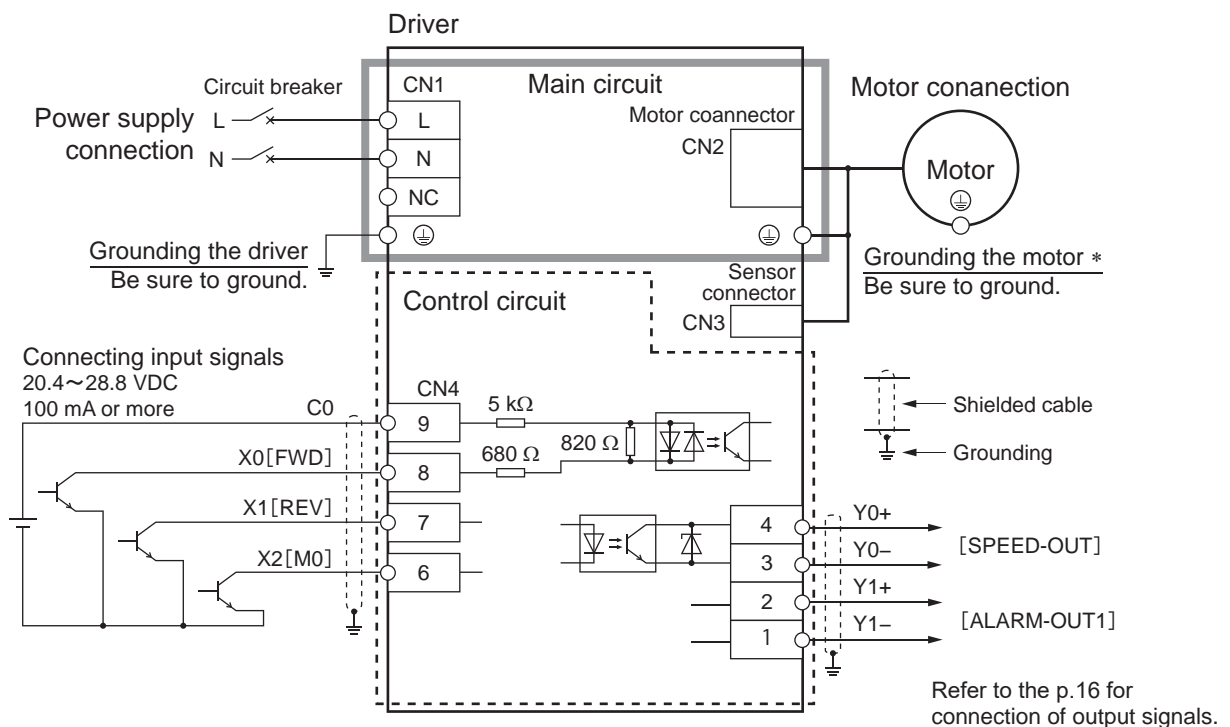 Driver
Circuit breaker
CN1
Main circuit
Motor conanection
Power supply
connection
L
L
Motor coannector
CN2
N
N
Motor
NC
Grounding the driver
Be sure to ground.
Grounding the motor *
Be sure to ground.
Sensor
connector
CN3
Control circuit
Connecting input signals
20.4～28.8 VDC
100 mA or more
C0
CN4
9
5 kΩ
820 Ω
Shielded cable
X0[FWD]
8
680 Ω
Grounding
X1[REV]
7
4
Y0+
[SPEED-OUT]
X2[M0]
6
3
Y0−
2
Y1+
[ALARM-OUT1]
1
Y1−
Refer to the p.16 for
connection of output signals.